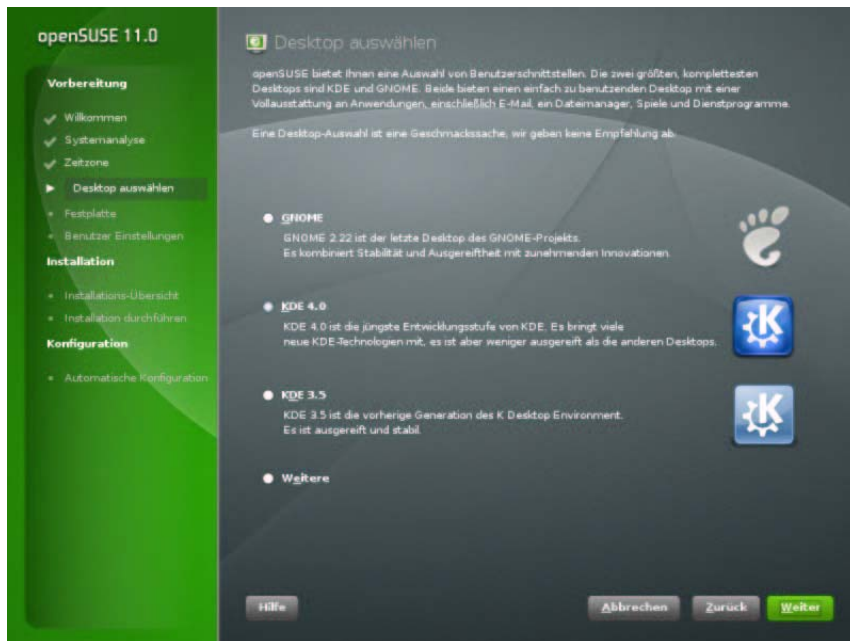 openSUSE 11.0
Vorbereitung
Willkommen
Systemanalyse
Zeitzone
Desktop auswählen
Festplatte
Benutzer Einstellungen
Installation
Installations-Übersicht
Installation durchführen
Konfiguration
Automatische Konfiguration
Desktop auswählen
openSUSE bietet Ihnen eine Auswahl von Benutzerschnittstellen. Die zwei größten, komplettesten
Desktops sind KDE und GNOME. Beide bieten einen einfach zu benutzenden Desktop mit einer
Vollausstattung an Anwendungen, einschließlich E-Mail, ein Dateimanager, Spiele und Dienstprogramme.
Eine Desktop-Auswahl ist eine Geschmackssache, wir geben keine Empfehlung ab.
GNOME
GNOME 2.22 ist der letzte Desktop des GNOME-Projekts.
Es kombiniert Stabilität und Ausgereiftheit mit zunehmenden Innovationen.
KDE 4.0
KDE 4.0 ist die jüngste Entwicklungsstufe von KDE. Es bringt viele
neue KDE-Technologien mit, es ist aber weniger ausgereift als die anderen Desktops.
KDE 3.5
KDE 3.5 ist die vorherige Generation des K Desktop Environment.
Es ist ausgereift und stabil.
Weitere
Hilfe
Abbrechen
Zurück
Weiter